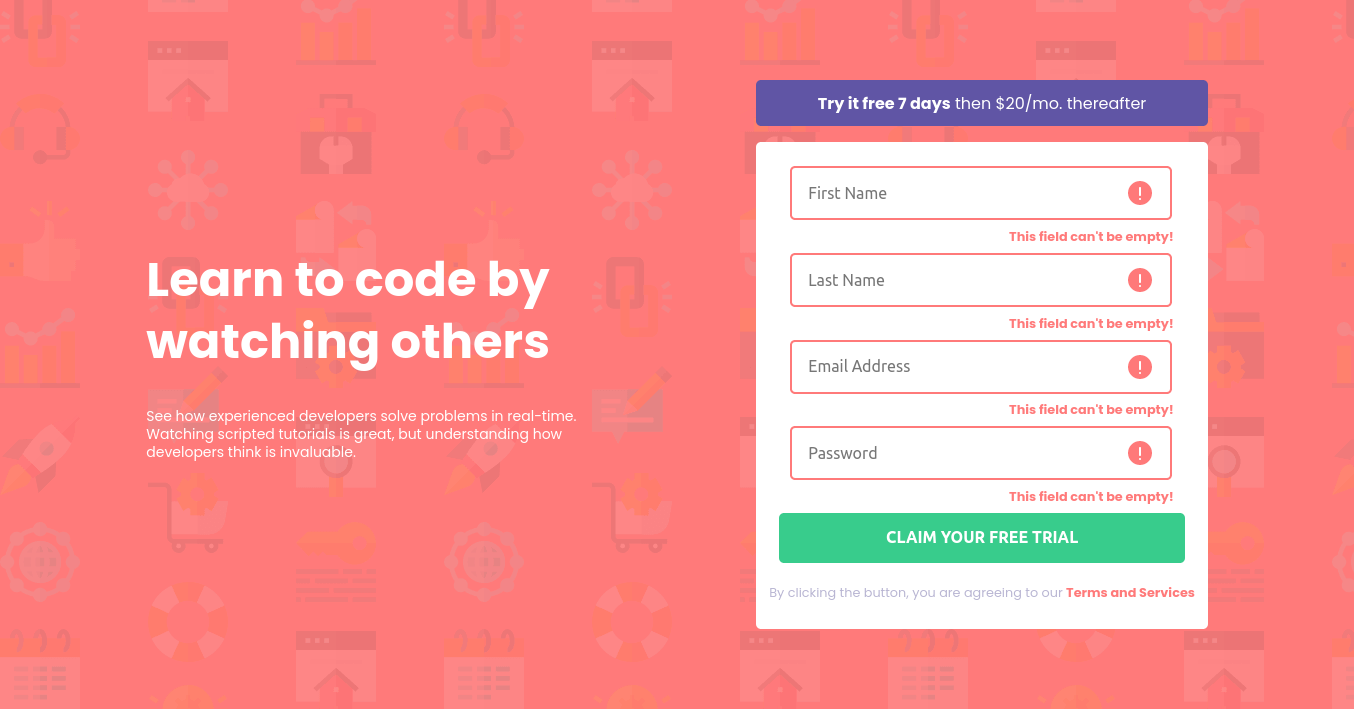 Learn to code by
watching others
See how experienced developers solve problems in real-time.
Watching scripted tutorials is great, but understanding how
developers think is invaluable.
Try it free 7 days then $20/mo. thereafter
First Name
This field can't be empty!
Last Name
This field can't be empty!
Email Address
This field can't be empty!
Password
This field can't be empty!
CLAIM YOUR FREE TRIAL
By clicking the button, you are agreeing to our Terms and Services